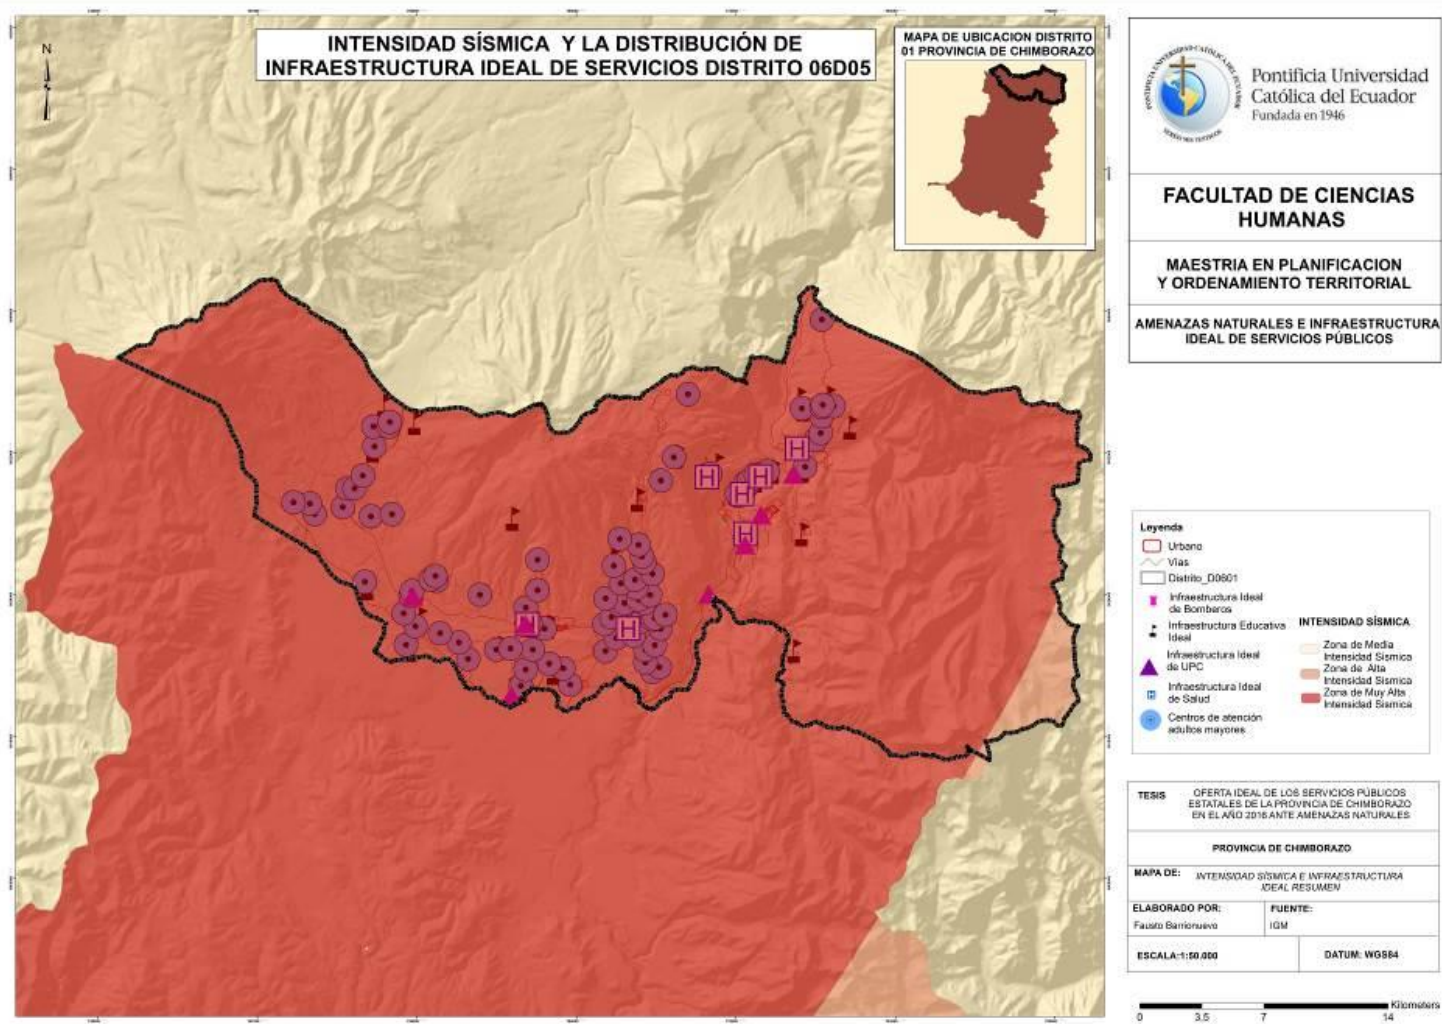 N
INTENSIDAD SÍSMICA Y LA DISTRIBUCIÓN DE
INFRAESTRUCTURA IDEAL DE SERVICIOS DISTRITO 06D05
MAPA DE UBICACION DISTRITO
01 PROVINCIA DE CHIMBORAZO
Pontificia Universidad
Católica del Ecuador
Fundada en 1946
FACULTAD DE CIENCIAS
HUMANAS
MAESTRIA EN PLANIFICACION
Y ORDENAMIENTO TERRITORIAL
AMENAZAS NATURALES E INFRAESTRUCTURA
IDEAL DE SERVICIOS PÚBLICOS
H
H
H
H
H
H
H
Leyenda
Urbano
Vías
Distrito_D0601
Infraestructura Ideal
de Bomberos
Infraestructura Educativa
Ideal
Infraestructura Ideal
de UPC
H
Infraestructura Ideal
de Salud
Centros de atención
adultos mayores
INTENSIDAD SÍSMICA
Zona de Media
Intensidad Sísmica
Zona de Alta
Intensidad Sísmica
Zona de Muy Alta
Intensidad Sísmica
TESIS
OFERTA IDEAL DE LOS SERVICIOS PÚBLICOS
ESTATALES DE LA PROVINCIA DE CHIMBORAZO
EN EL AÑO 2016 ANTE AMENAZAS NATURALES
PROVINCIA DE CHIMBORAZO
MAPA DE: INTENSIDAD SÍSMICA E INFRAESTRUCTURA
IDEAL RESUMEN
ELABORADO POR:
Fausto Barrionuevo
FUENTE:
IGM
ESCALA:1:50.000
DATUM: WGS84
Kilometers
0 3,5 7 14